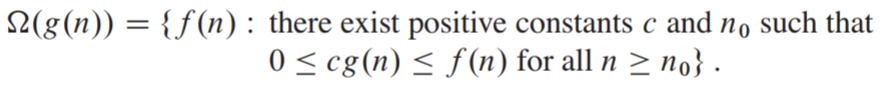 Ω(g(n)) = {f(n) : there exist positive constants c and n₀ such that
0 ≤ cg(n) ≤ f(n) for all n ≥ n₀} .